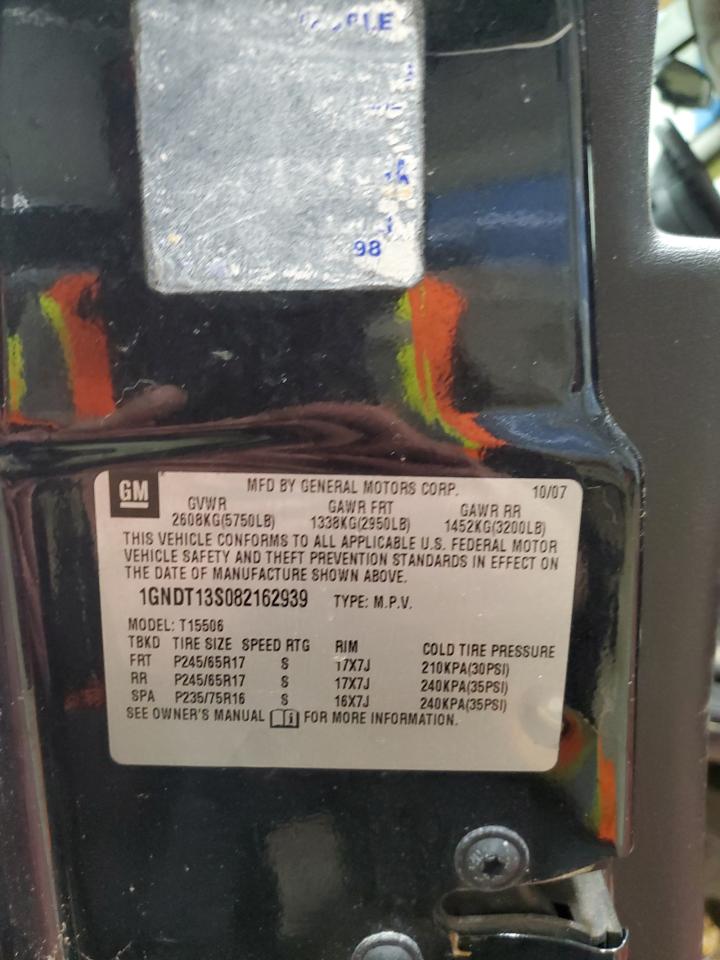 98
GM
MFD BY GENERAL MOTORS CORP. 10/07
GVWR GAWR FRT GAWR RR
2608KG(5750LB) 1338KG(2950LB) 1452KG(3200LB)
THIS VEHICLE CONFORMS TO ALL APPLICABLE U.S. FEDERAL MOTOR
VEHICLE SAFETY AND THEFT PREVENTION STANDARDS IN EFFECT ON
THE DATE OF MANUFACTURE SHOWN ABOVE.
1GNDT13S082162939 TYPE: M.P.V.
MODEL: T15506
TBKD TIRE SIZE SPEED RTG RIM COLD TIRE PRESSURE
FRT P245/65R17 S 17X7J 210KPA(30PSI)
RR P245/65R17 S 17X7J 240KPA(35PSI)
SPA P235/75R16 S 16X7J 240KPA(35PSI)
SEE OWNER'S MANUAL FOR MORE INFORMATION.